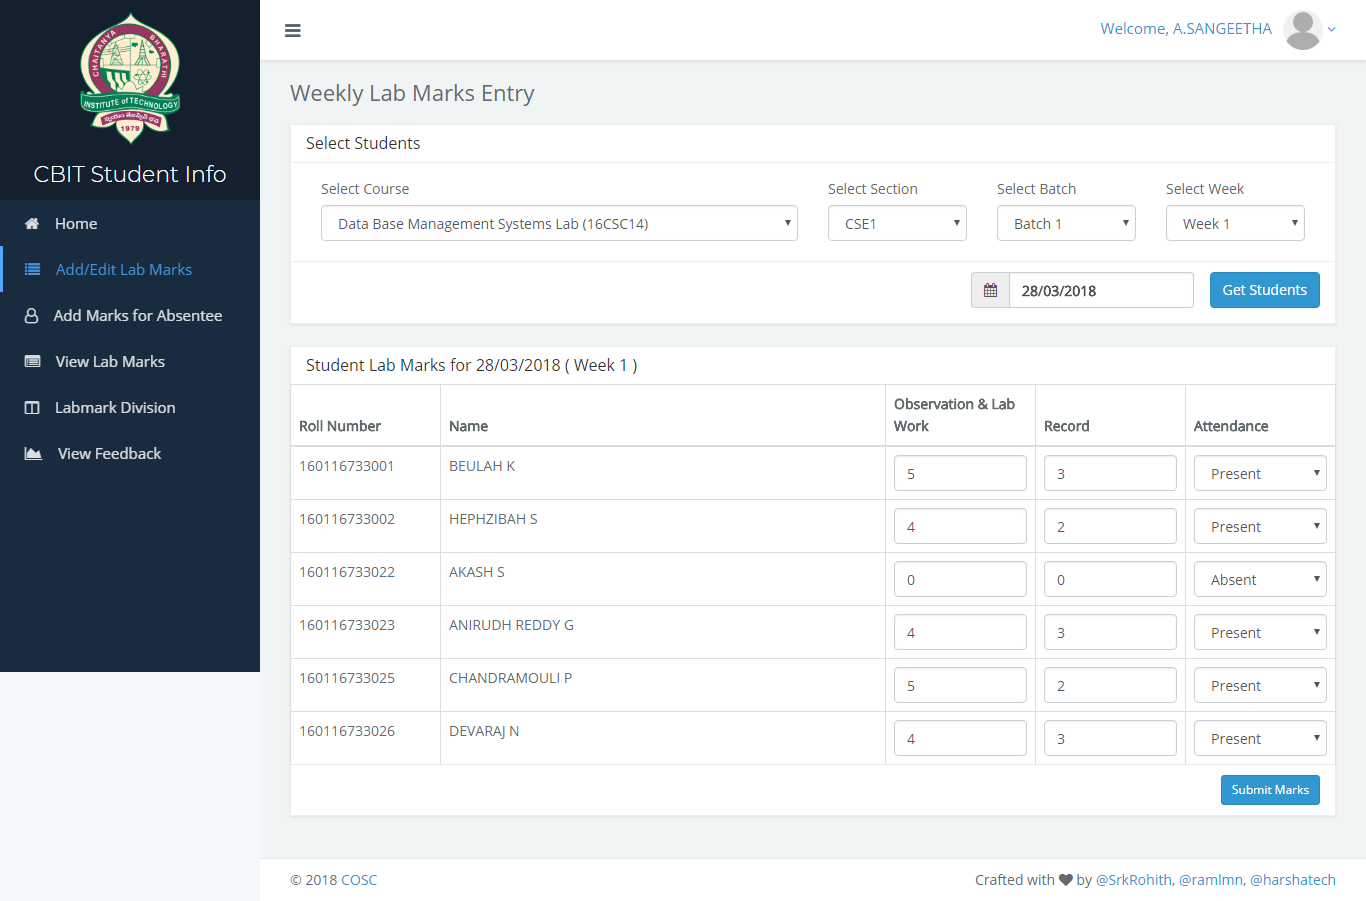 CHAITANYA BHARATHI
INSTITUTE of TECHNOLOGY
1979
CBIT Student Info
Home
Add/Edit Lab Marks
Add Marks for Absentee
View Lab Marks
Labmark Division
View Feedback
Welcome, A.SANGEETHA
Weekly Lab Marks Entry
Select Students
Select Course Select Section Select Batch Select Week
Data Base Management Systems Lab (16CSC14) CSE1 Batch 1 Week 1
28/03/2018 Get Students
Student Lab Marks for 28/03/2018 ( Week 1 )
Roll Number Name Observation & Lab Work Record Attendance
160116733001 BEULAH K 5 3 Present
160116733002 HEPHZIBAH S 4 2 Present
160116733022 AKASH S 0 0 Absent
160116733023 ANIRUDH REDDY G 4 3 Present
160116733025 CHANDRAMOULI P 5 2 Present
160116733026 DEVARAJ N 4 3 Present
Submit Marks
© 2018 COSC
Crafted with ♥ by @SrkRohith, @ramlmn, @harshatech